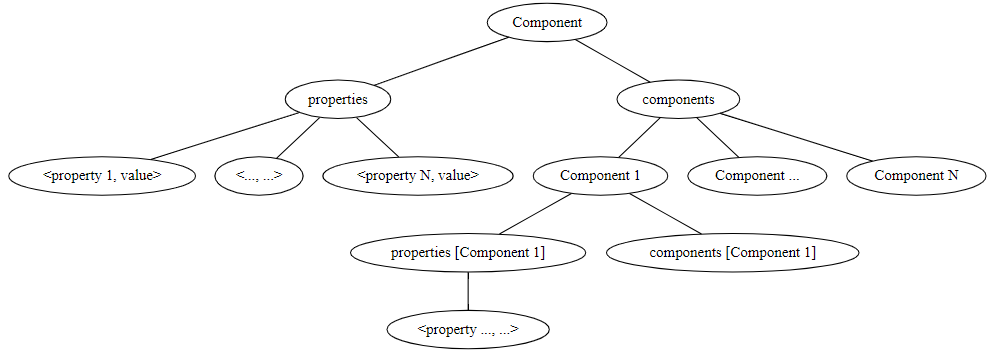 Component
properties
components
<property 1, value>
<..., ...>
<property N, value>
Component 1
Component ...
Component N
properties [Component 1]
components [Component 1]
<property ..., ...>